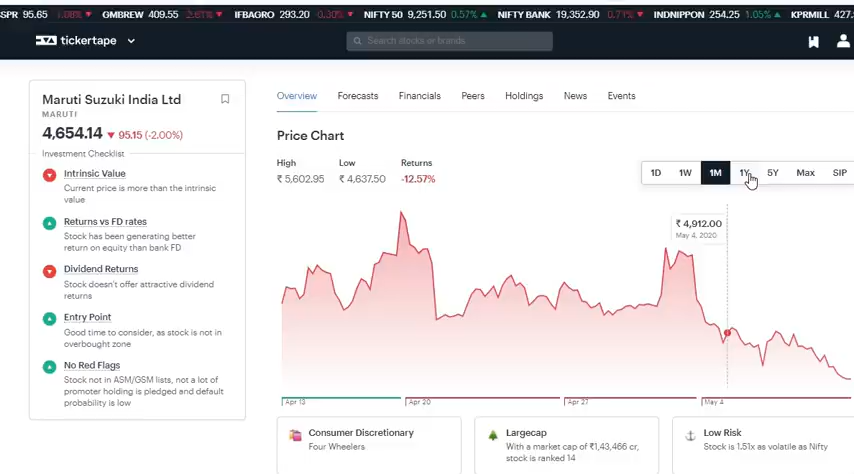 SPR 95.65 1.08% GMBREW 409.55 2.61% IFBAGRO 293.20 0.30% NIFTY 50 9,251.50 0.57% NIFTY BANK 19,352.90 0.71% INDNIPPON 254.25 1.05% KPRMILL 427.
tickertape
Search stocks or brands
Maruti Suzuki India Ltd
MARUTI
4,654.14 95.15 (-2.00%)
Investment Checklist
Intrinsic Value
Current price is more than the intrinsic
value
Returns vs FD rates
Stock has been generating better
return on equity than bank FD
Dividend Returns
Stock doesn't offer attractive dividend
returns
Entry Point
Good time to consider, as stock is not in
overbought zone
No Red Flags
Stock not in ASM/GSM lists, not a lot of
promoter holding is pledged and default
probability is low
Overview Forecasts Financials Peers Holdings News Events
Price Chart
High Low Returns
₹ 5,602.95 ₹ 4,637.50 -12.57%
1D 1W 1M 1Y 5Y Max SIP
₹ 4,912.00
May 4, 2020
Apr 13 Apr 20 Apr 27 May 4
Consumer Discretionary
Four Wheelers
Largecap
With a market cap of ₹1,43,466 cr,
stock is ranked 14
Low Risk
Stock is 1.51x as volatile as Nifty